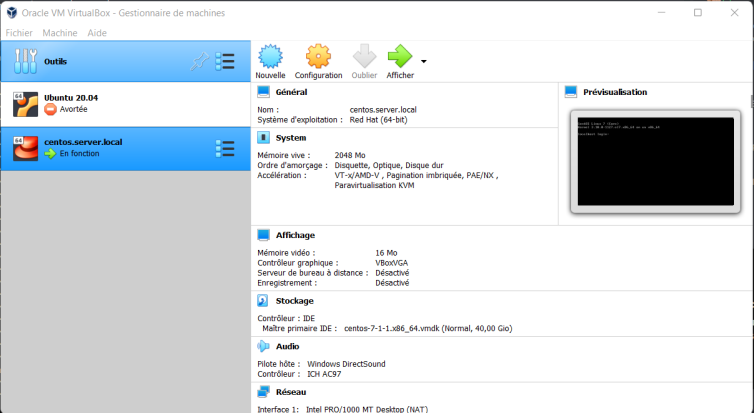 Oracle VM VirtualBox - Gestionnaire de machines
Fichier Machine Aide
Outils
Nouvelle Configuration Oublier Afficher
64
Ubuntu 20.04
Avortée
64
centos.server.local
En fonction
Général
Nom : centos.server.local
Système d'exploitation : Red Hat (64-bit)
Prévisualisation
System
Mémoire vive : 2048 Mo
Ordre d'amorçage : Disquette, Optique, Disque dur
Accélération : VT-x/AMD-V , Pagination imbriquée, PAE/NX ,
Paravirtualisation KVM
Affichage
Mémoire vidéo : 16 Mo
Contrôleur graphique : VBoxVGA
Serveur de bureau à distance : Désactivé
Enregistrement : Désactivé
Stockage
Contrôleur : IDE
Maître primaire IDE : centos-7-1-1.x86_64.vmdk (Normal, 40,00 Gio)
Audio
Pilote hôte : Windows DirectSound
Contrôleur : ICH AC97
Réseau
Interface 1: Intel PRO/1000 MT Desktop (NAT)